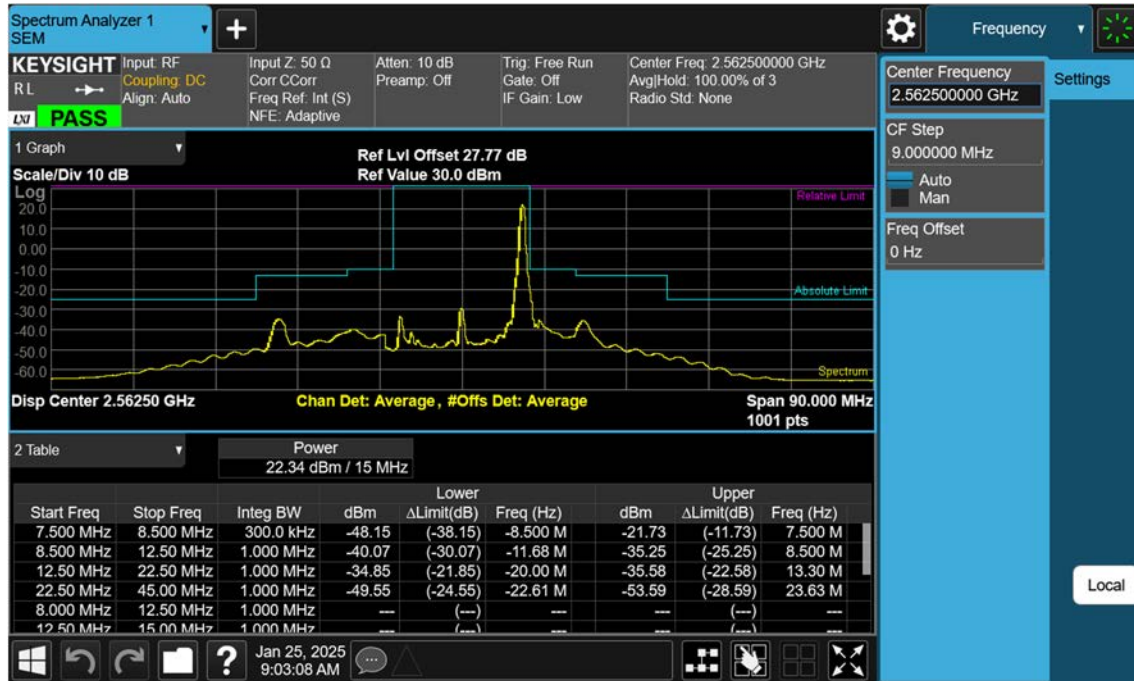 Spectrum Analyzer 1
SEM
+
Frequency
KEYSIGHT
RL
LXI
PASS
Input: RF
Coupling: DC
Align: Auto
Input Z: 50 Ω
Corr CCorr
Freq Ref: Int (S)
NFE: Adaptive
Atten: 10 dB
Preamp: Off
Trig: Free Run
Gate: Off
IF Gain: Low
Center Freq: 2.562500000 GHz
Avg|Hold: 100.00% of 3
Radio Std: None
Center Frequency
2.562500000 GHz
Settings
CF Step
9.000000 MHz
Auto
Man
Freq Offset
0 Hz
Local
1 Graph
Scale/Div 10 dB
Ref Lvl Offset 27.77 dB
Ref Value 30.0 dBm
Log
Relative Limit
20.0
10.0
0.00
-10.0
-20.0
Absolute Limit
-30.0
-40.0
-50.0
-60.0
Spectrum
Disp Center 2.56250 GHz
Chan Det: Average, #Offs Det: Average
Span 90.000 MHz
1001 pts
2 Table
Power
22.34 dBm / 15 MHz
Lower Upper
Start Freq Stop Freq Integ BW dBm ΔLimit(dB) Freq (Hz) dBm ΔLimit(dB) Freq (Hz)
7.500 MHz 8.500 MHz 300.0 kHz -48.15 (-38.15) -8.500 M -21.73 (-11.73) 7.500 M
8.500 MHz 12.50 MHz 1.000 MHz -40.07 (-30.07) -11.68 M -35.25 (-25.25) 8.500 M
12.50 MHz 22.50 MHz 1.000 MHz -34.85 (-21.85) -20.00 M -35.58 (-22.58) 13.30 M
22.50 MHz 45.00 MHz 1.000 MHz -49.55 (-24.55) -22.61 M -53.59 (-28.59) 23.63 M
8.000 MHz 12.50 MHz 1.000 MHz --- (---) --- --- (---) ---
12.50 MHz 15.00 MHz 1.000 MHz --- (---) --- --- (---) ---
?
Jan 25, 2025
9:03:08 AM